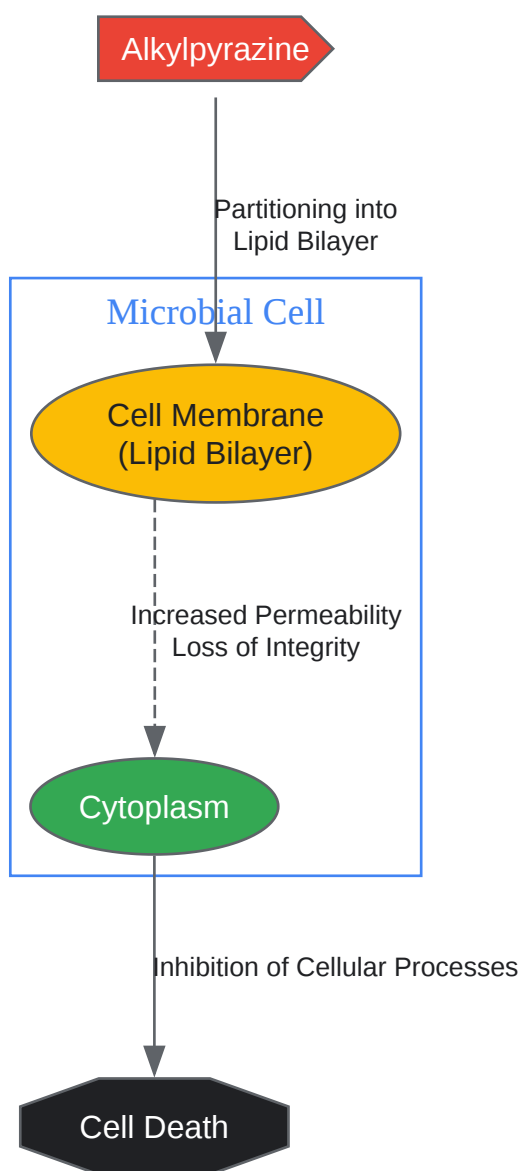 Alkylpyrazine
Partitioning into
Lipid Bilayer
Microbial Cell
Cell Membrane
(Lipid Bilayer)
Increased Permeability
Loss of Integrity
Cytoplasm
Inhibition of Cellular Processes
Cell Death